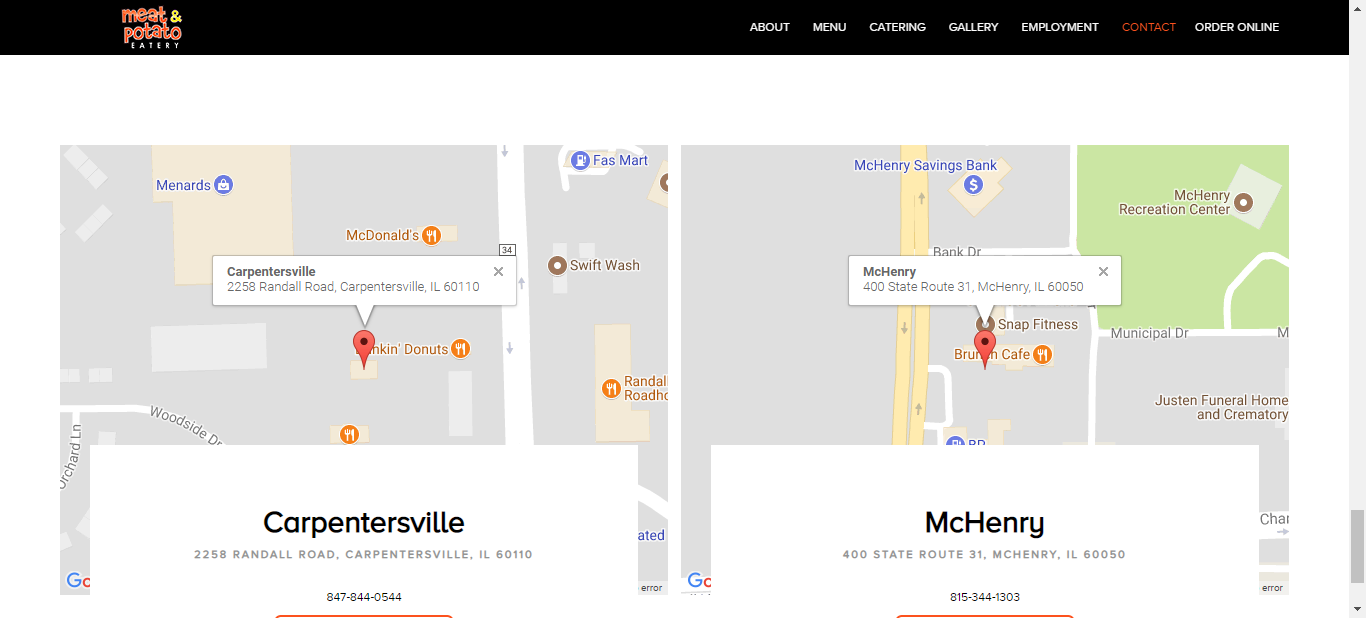 meat &
potato
EATERY
ABOUT
MENU
CATERING
GALLERY
EMPLOYMENT
CONTACT
ORDER ONLINE
Menards
Fas Mart
McDonald's
34
Swift Wash
Carpentersville
2258 Randall Road, Carpentersville, IL 60110
nkin' Donuts
Randal
Roadho
Woodside Dr
Orchard Ln
ated
error
Carpentersville
2258 RANDALL ROAD, CARPENTERSVILLE, IL 60110
847-844-0544
McHenry Savings Bank
McHenry
Recreation Center
Bank Dr
McHenry
400 State Route 31, McHenry, IL 60050
Snap Fitness
Municipal Dr
M
Brunch Cafe
Justen Funeral Home
and Crematory
BP
Char
Go
Go
error
McHenry
400 STATE ROUTE 31, MCHENRY, IL 60050
815-344-1303